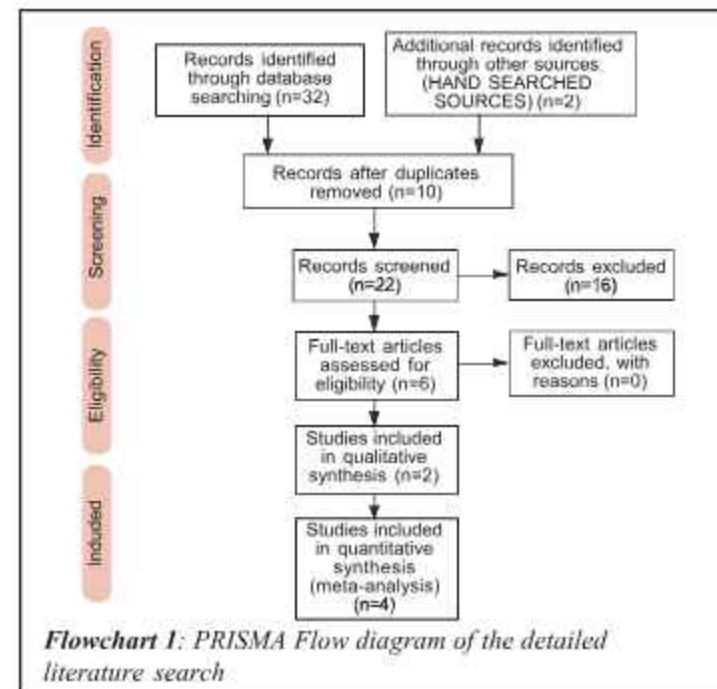 Identification
Records identified
through database
searching (n=32)
Additional records identified
through other sources
(HAND SEARCHED
SOURCES) (n=2)
Records after duplicates
removed (n=10)
Screening
Records screened
(n=22)
Records excluded
(n=16)
Eligibility
Full-text articles
assessed for
eligibility (n=6)
Full-text articles
excluded, with
reasons (n=0)
Studies included
in qualitative
synthesis (n=2)
Included
Studies included
in quantitative
synthesis
(meta-analysis)
(n=4)
Flowchart 1: PRISMA Flow diagram of the detailed
literature search